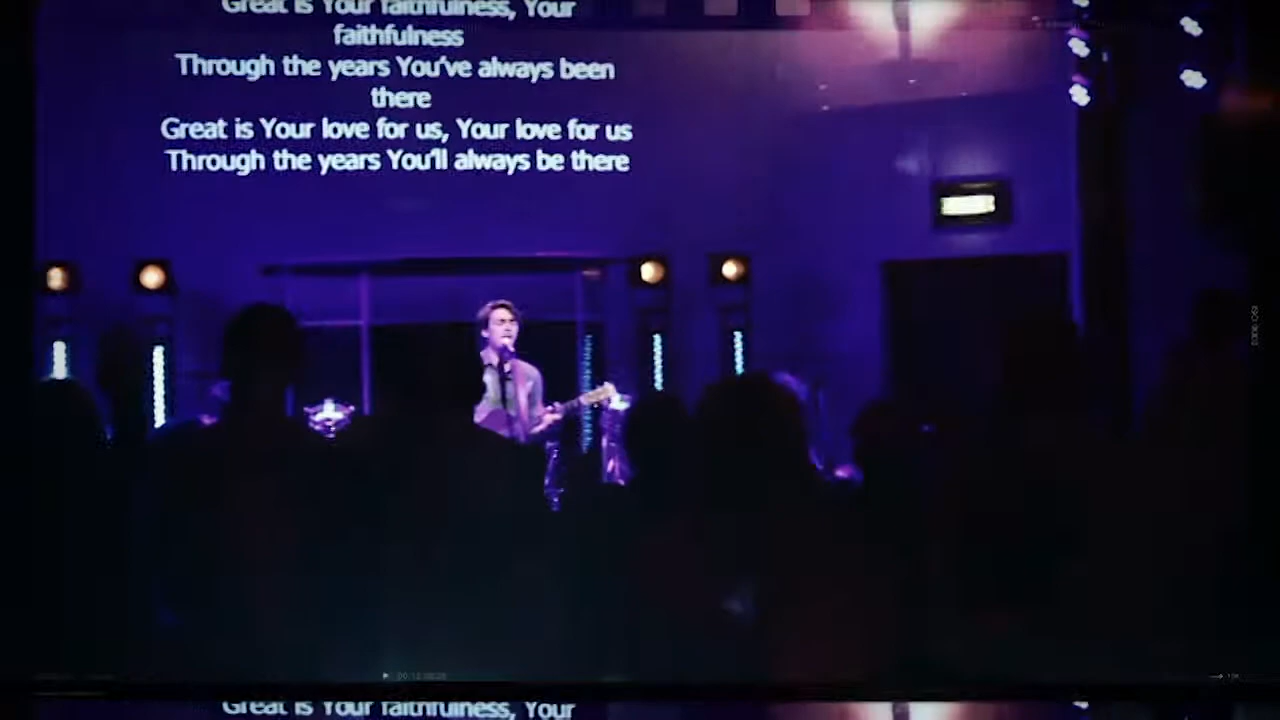 Great is Your faithfulness, Your
faithfulness
Through the years You've always been
there
Great is Your love for us, Your love for us
Through the years You'll always be there
Great is Your faithfulness, Your